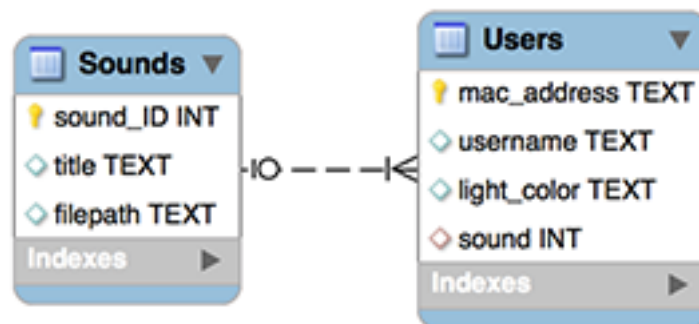 Sounds
sound_ID INT
title TEXT
filepath TEXT
Indexes
Users
mac_address TEXT
username TEXT
light_color TEXT
sound INT
Indexes